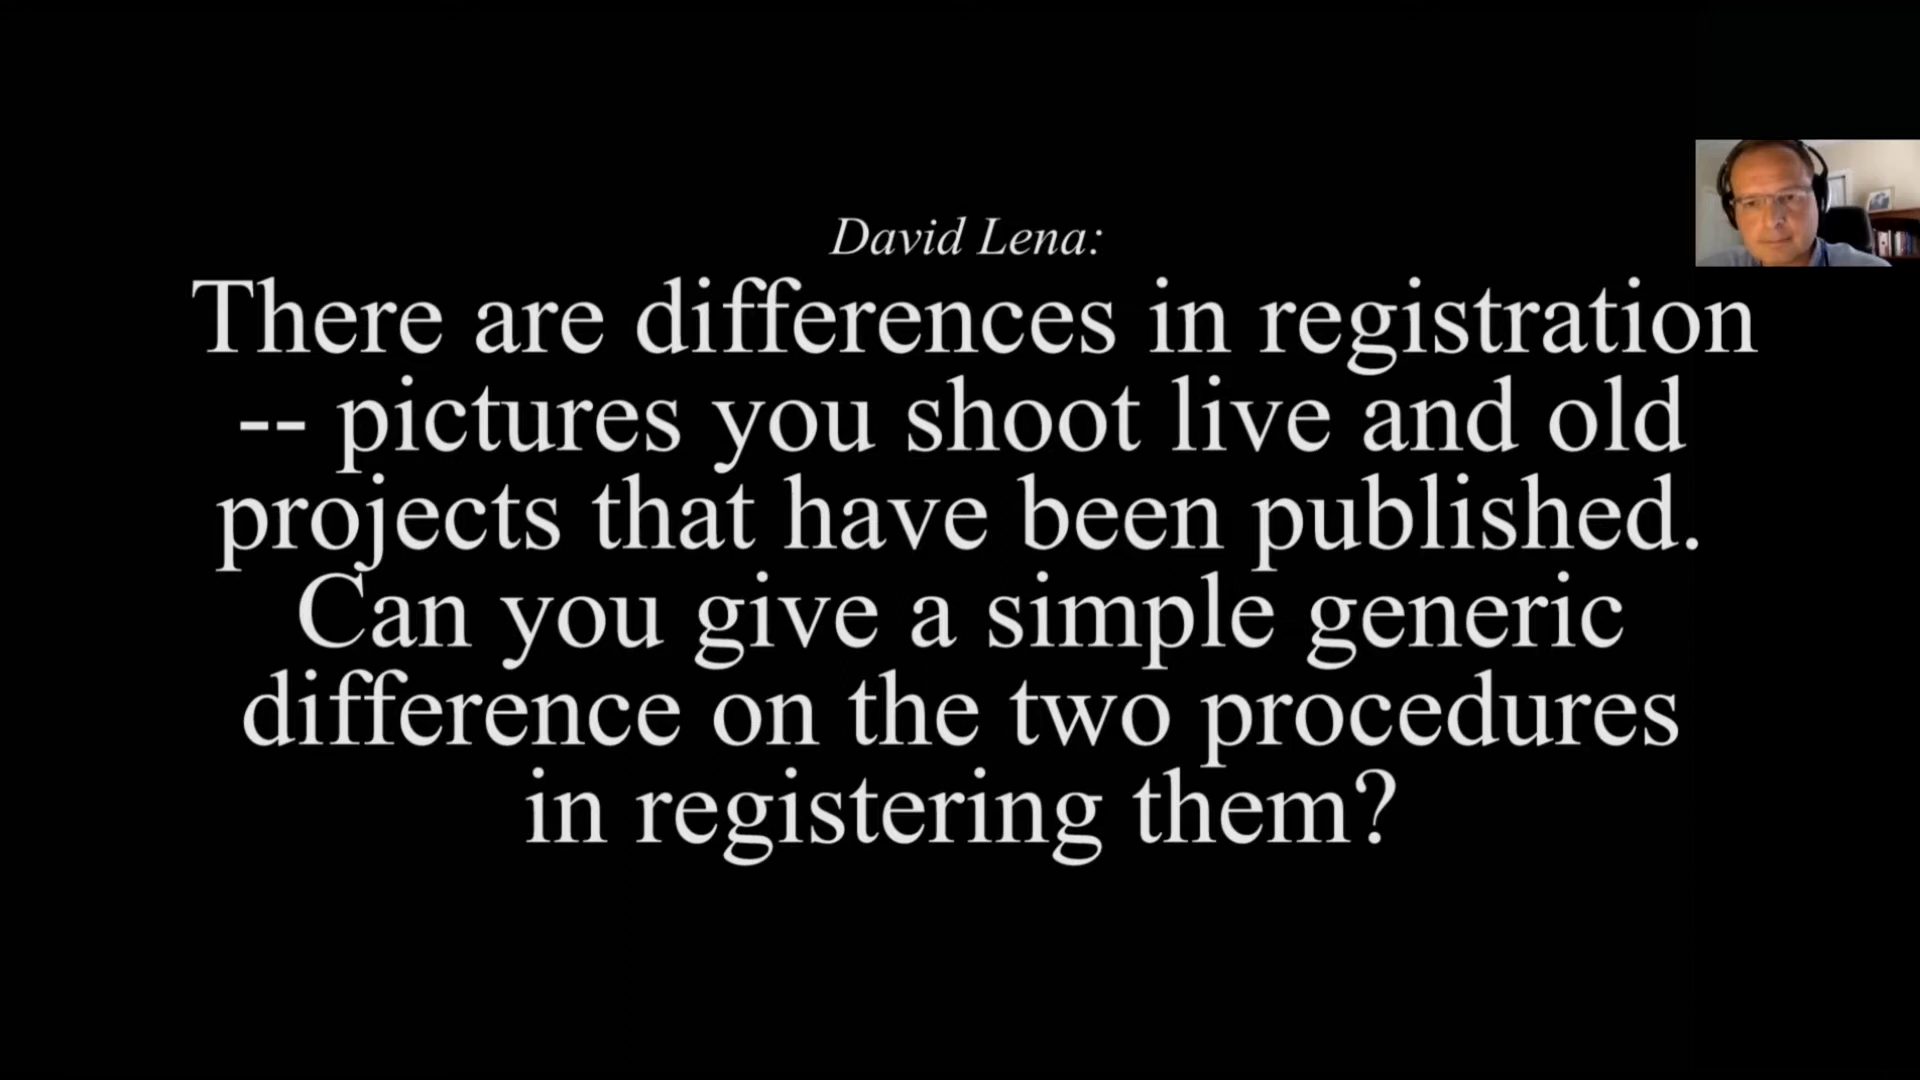 David Lena:
There are differences in registration
-- pictures you shoot live and old
projects that have been published.
Can you give a simple generic
difference on the two procedures
in registering them?